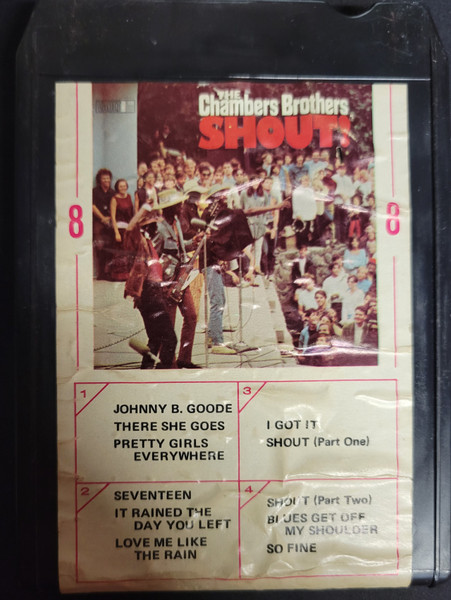 THE
Chambers Brothers
SHOUT!
8 8
1
JOHNNY B. GOODE
THERE SHE GOES
PRETTY GIRLS
EVERYWHERE
3
I GOT IT
SHOUT (Part One)
2
SEVENTEEN
IT RAINED THE
DAY YOU LEFT
LOVE ME LIKE
THE RAIN
4
SHOUT (Part Two)
BLUES GET OFF
MY SHOULDER
SO FINE